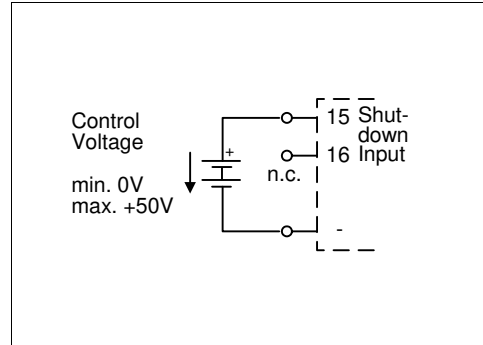 Control
Voltage
min. 0V
max. +50V
+
n.c.
15 Shut-
down
16 Input
-